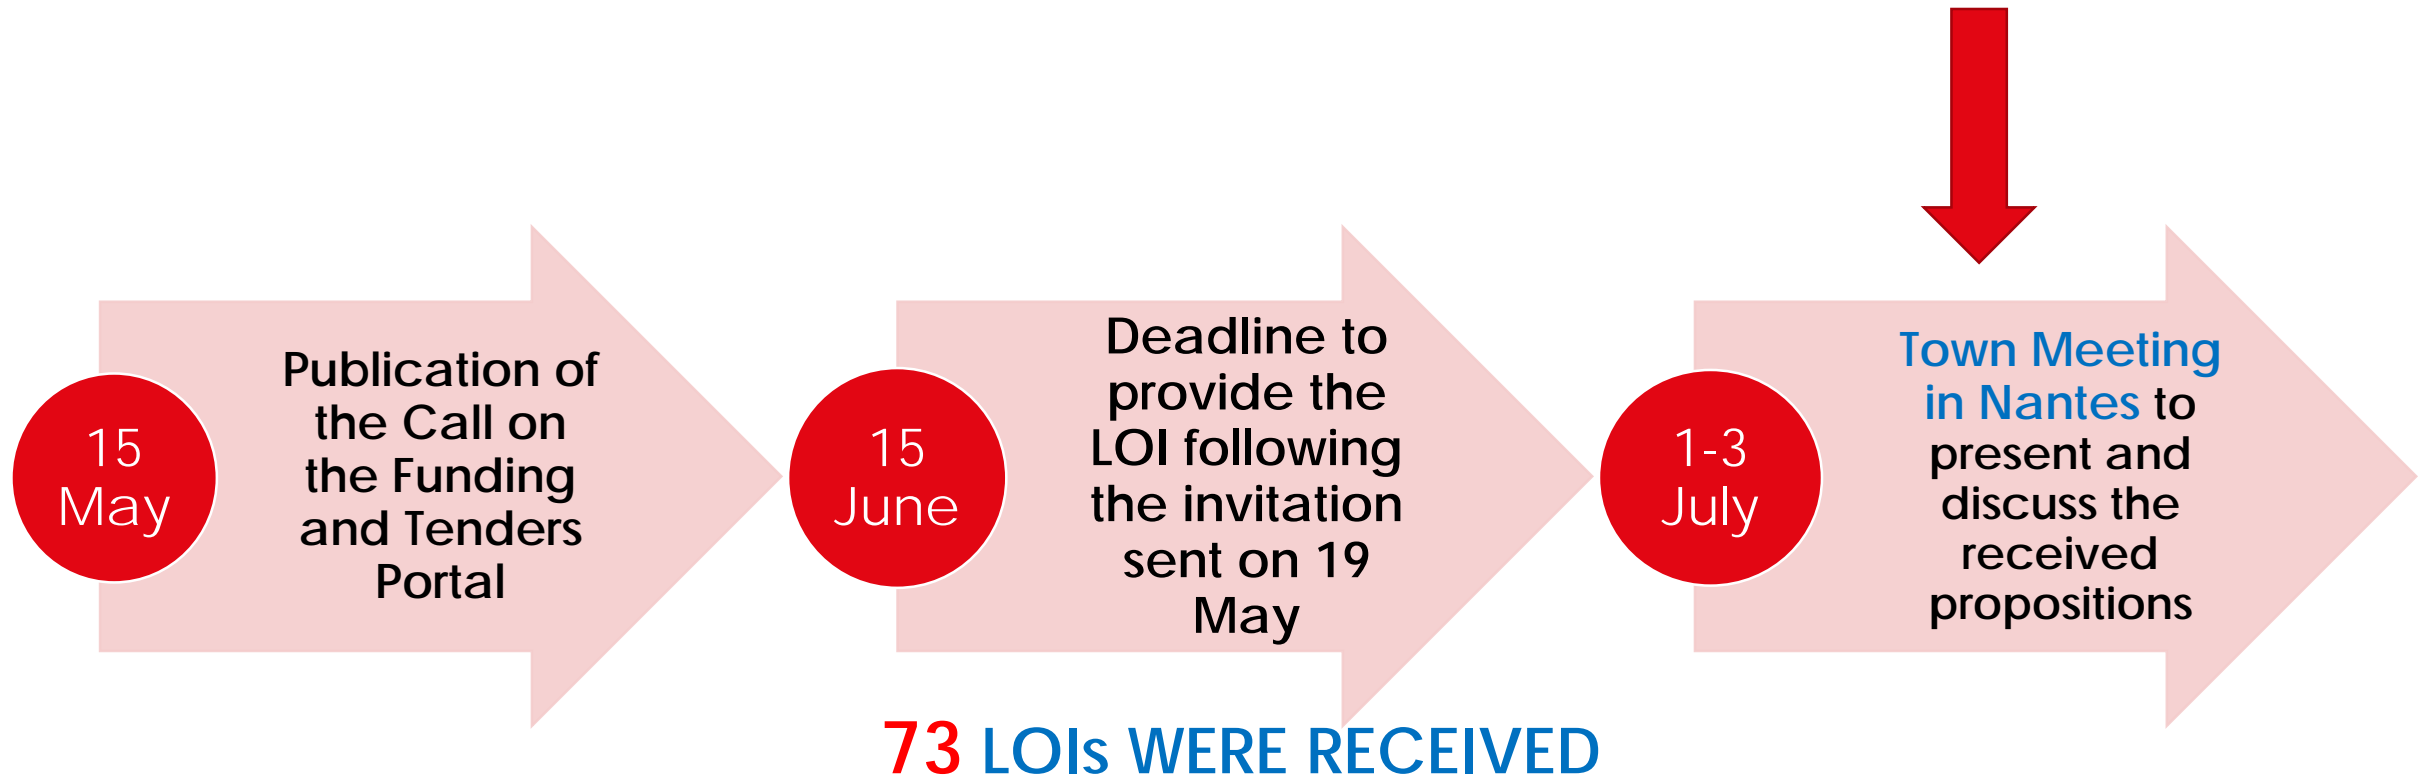 15
May
Publication of
the Call on
the Funding
and Tenders
Portal
15
June
Deadline to
provide the
LOI following
the invitation
sent on 19
May
1-3
July
Town Meeting
in Nantes to
present and
discuss the
received
propositions
73 LOIs WERE RECEIVED